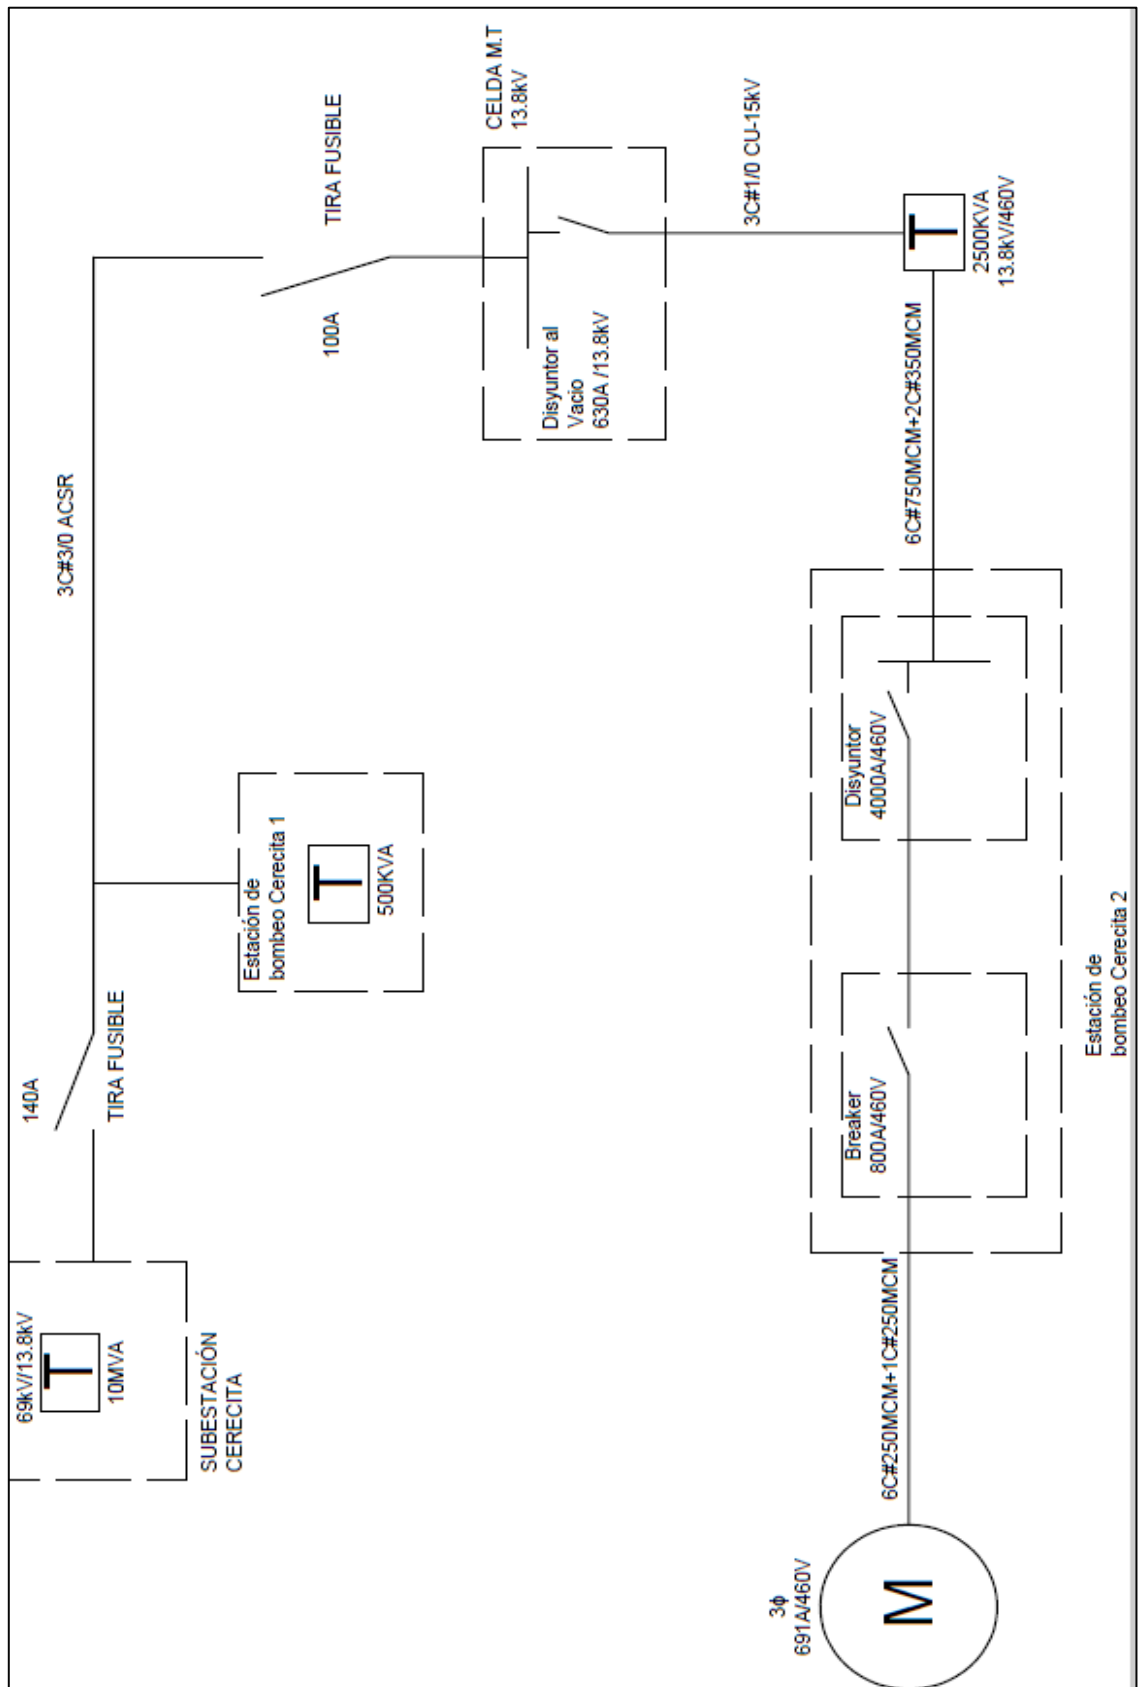 69kV/13.8kV
T
10MVA
SUBESTACIÓN
CERECITA
140A
TIRA FUSIBLE
Estación de
bombeo Cerecita 1
T
500KVA
3C#3/0 ACSR
TIRA FUSIBLE
100A
CELDA M.T
13.8kV
Disyuntor al
Vacio
630A /13.8kV
3C#1/0 CU-15kV
T
2500KVA
13.8kV/460V
6C#750MCM+2C#350MCM
Disyuntor
4000A/460V
Breaker
800A/460V
Estación de
bombeo Cerecita 2
6C#250MCM+1C#250MCM
3ϕ
691A/460V
M